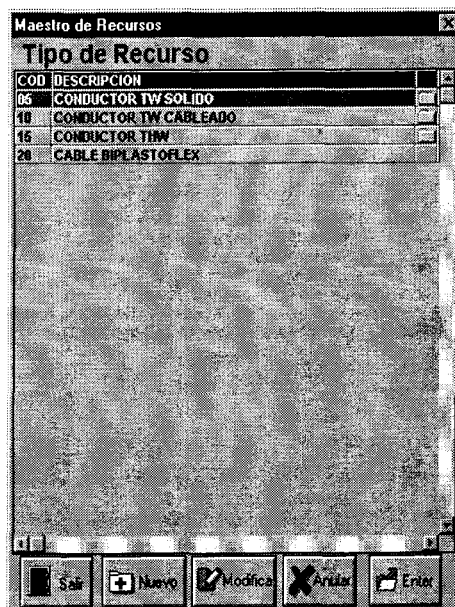 Maestro de Recursos
Tipo de Recurso
COD DESCRIPCION
05 CONDUCTOR TW SOLIDO
10 CONDUCTOR TW CABLEADO
15 CONDUCTOR THW
20 CABLE BIPLASTOFLEX
Salir Nuevo Modifica Anular Enter